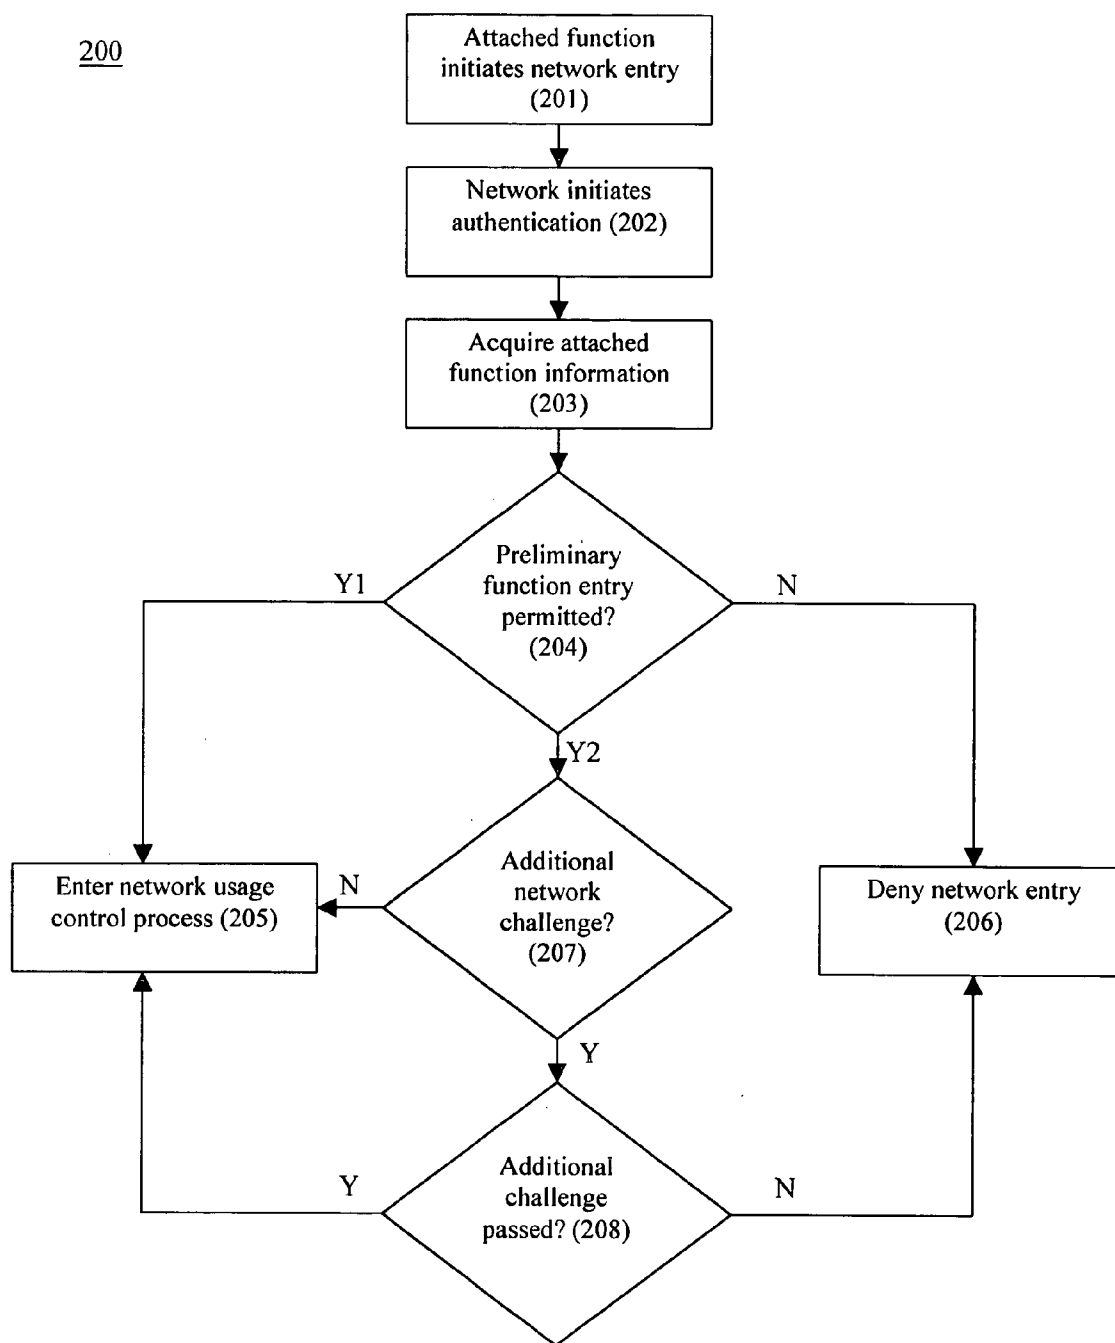 200
Attached function
initiates network entry
(201)
Network initiates
authentication (202)
Acquire attached
function information
(203)
Preliminary
function entry
permitted?
(204)
Y1
N
Y2
Additional
network
challenge?
(207)
N
Enter network usage
control process (205)
Deny network entry
(206)
Y
Additional
challenge
passed? (208)
Y
N